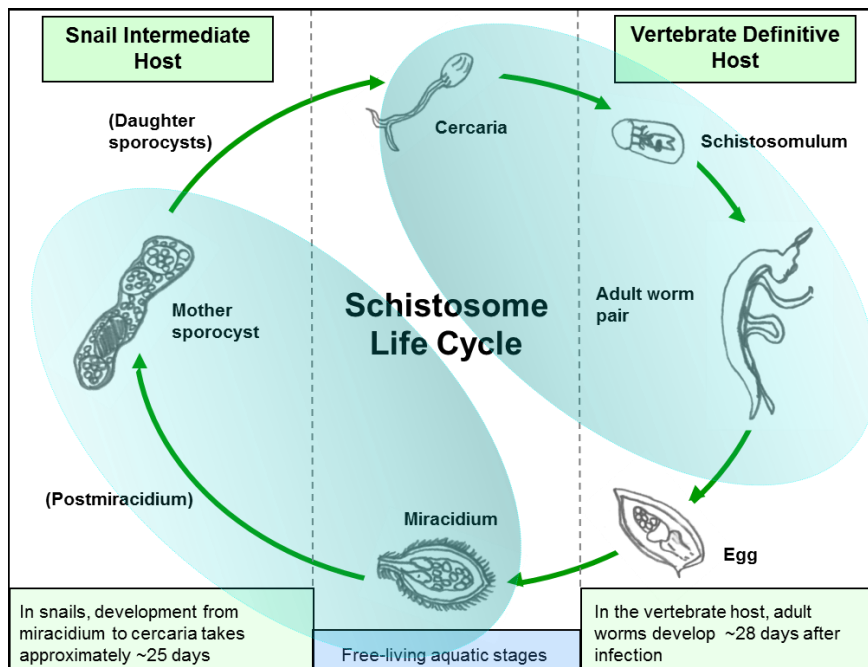 Snail Intermediate
Host
Vertebrate Definitive
Host
(Daughter
sporocysts)
Cercaria
Schistosomulum
Mother
sporocyst
Schistosome
Life Cycle
Adult worm
pair
(Postmiracidium)
Miracidium
Egg
In snails, development from
miracidium to cercaria takes
approximately ~25 days
Free-living aquatic stages
In the vertebrate host, adult
worms develop ~28 days after
infection